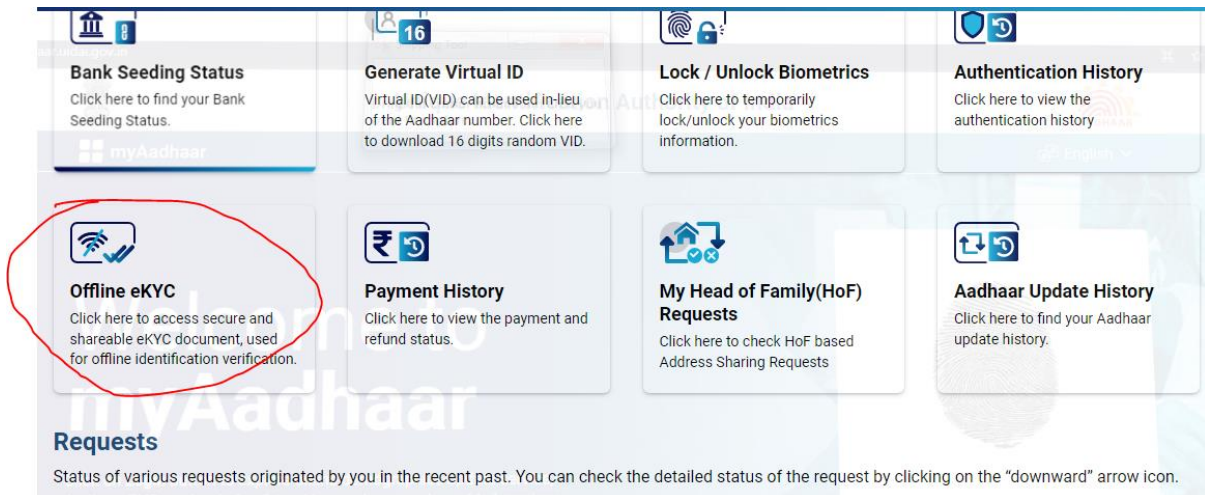 16
Bank Seeding Status
Click here to find your Bank
Seeding Status.
Generate Virtual ID
Virtual ID(VID) can be used in-lieu
of the Aadhaar number. Click here
to download 16 digits random VID.
Lock / Unlock Biometrics
Click here to temporarily
lock/unlock your biometrics
information.
Authentication History
Click here to view the
authentication history
myAadhaar
English
Offline eKYC
Click here to access secure and
shareable eKYC document, used
for offline identification verification.
₹
Payment History
Click here to view the payment and
refund status.
My Head of Family(HoF)
Requests
Click here to check HoF based
Address Sharing Requests
Aadhaar Update History
Click here to find your Aadhaar
update history.
Welcome to
myAadhaar
Requests
Status of various requests originated by you in the recent past. You can check the detailed status of the request by clicking on the “downward” arrow icon.